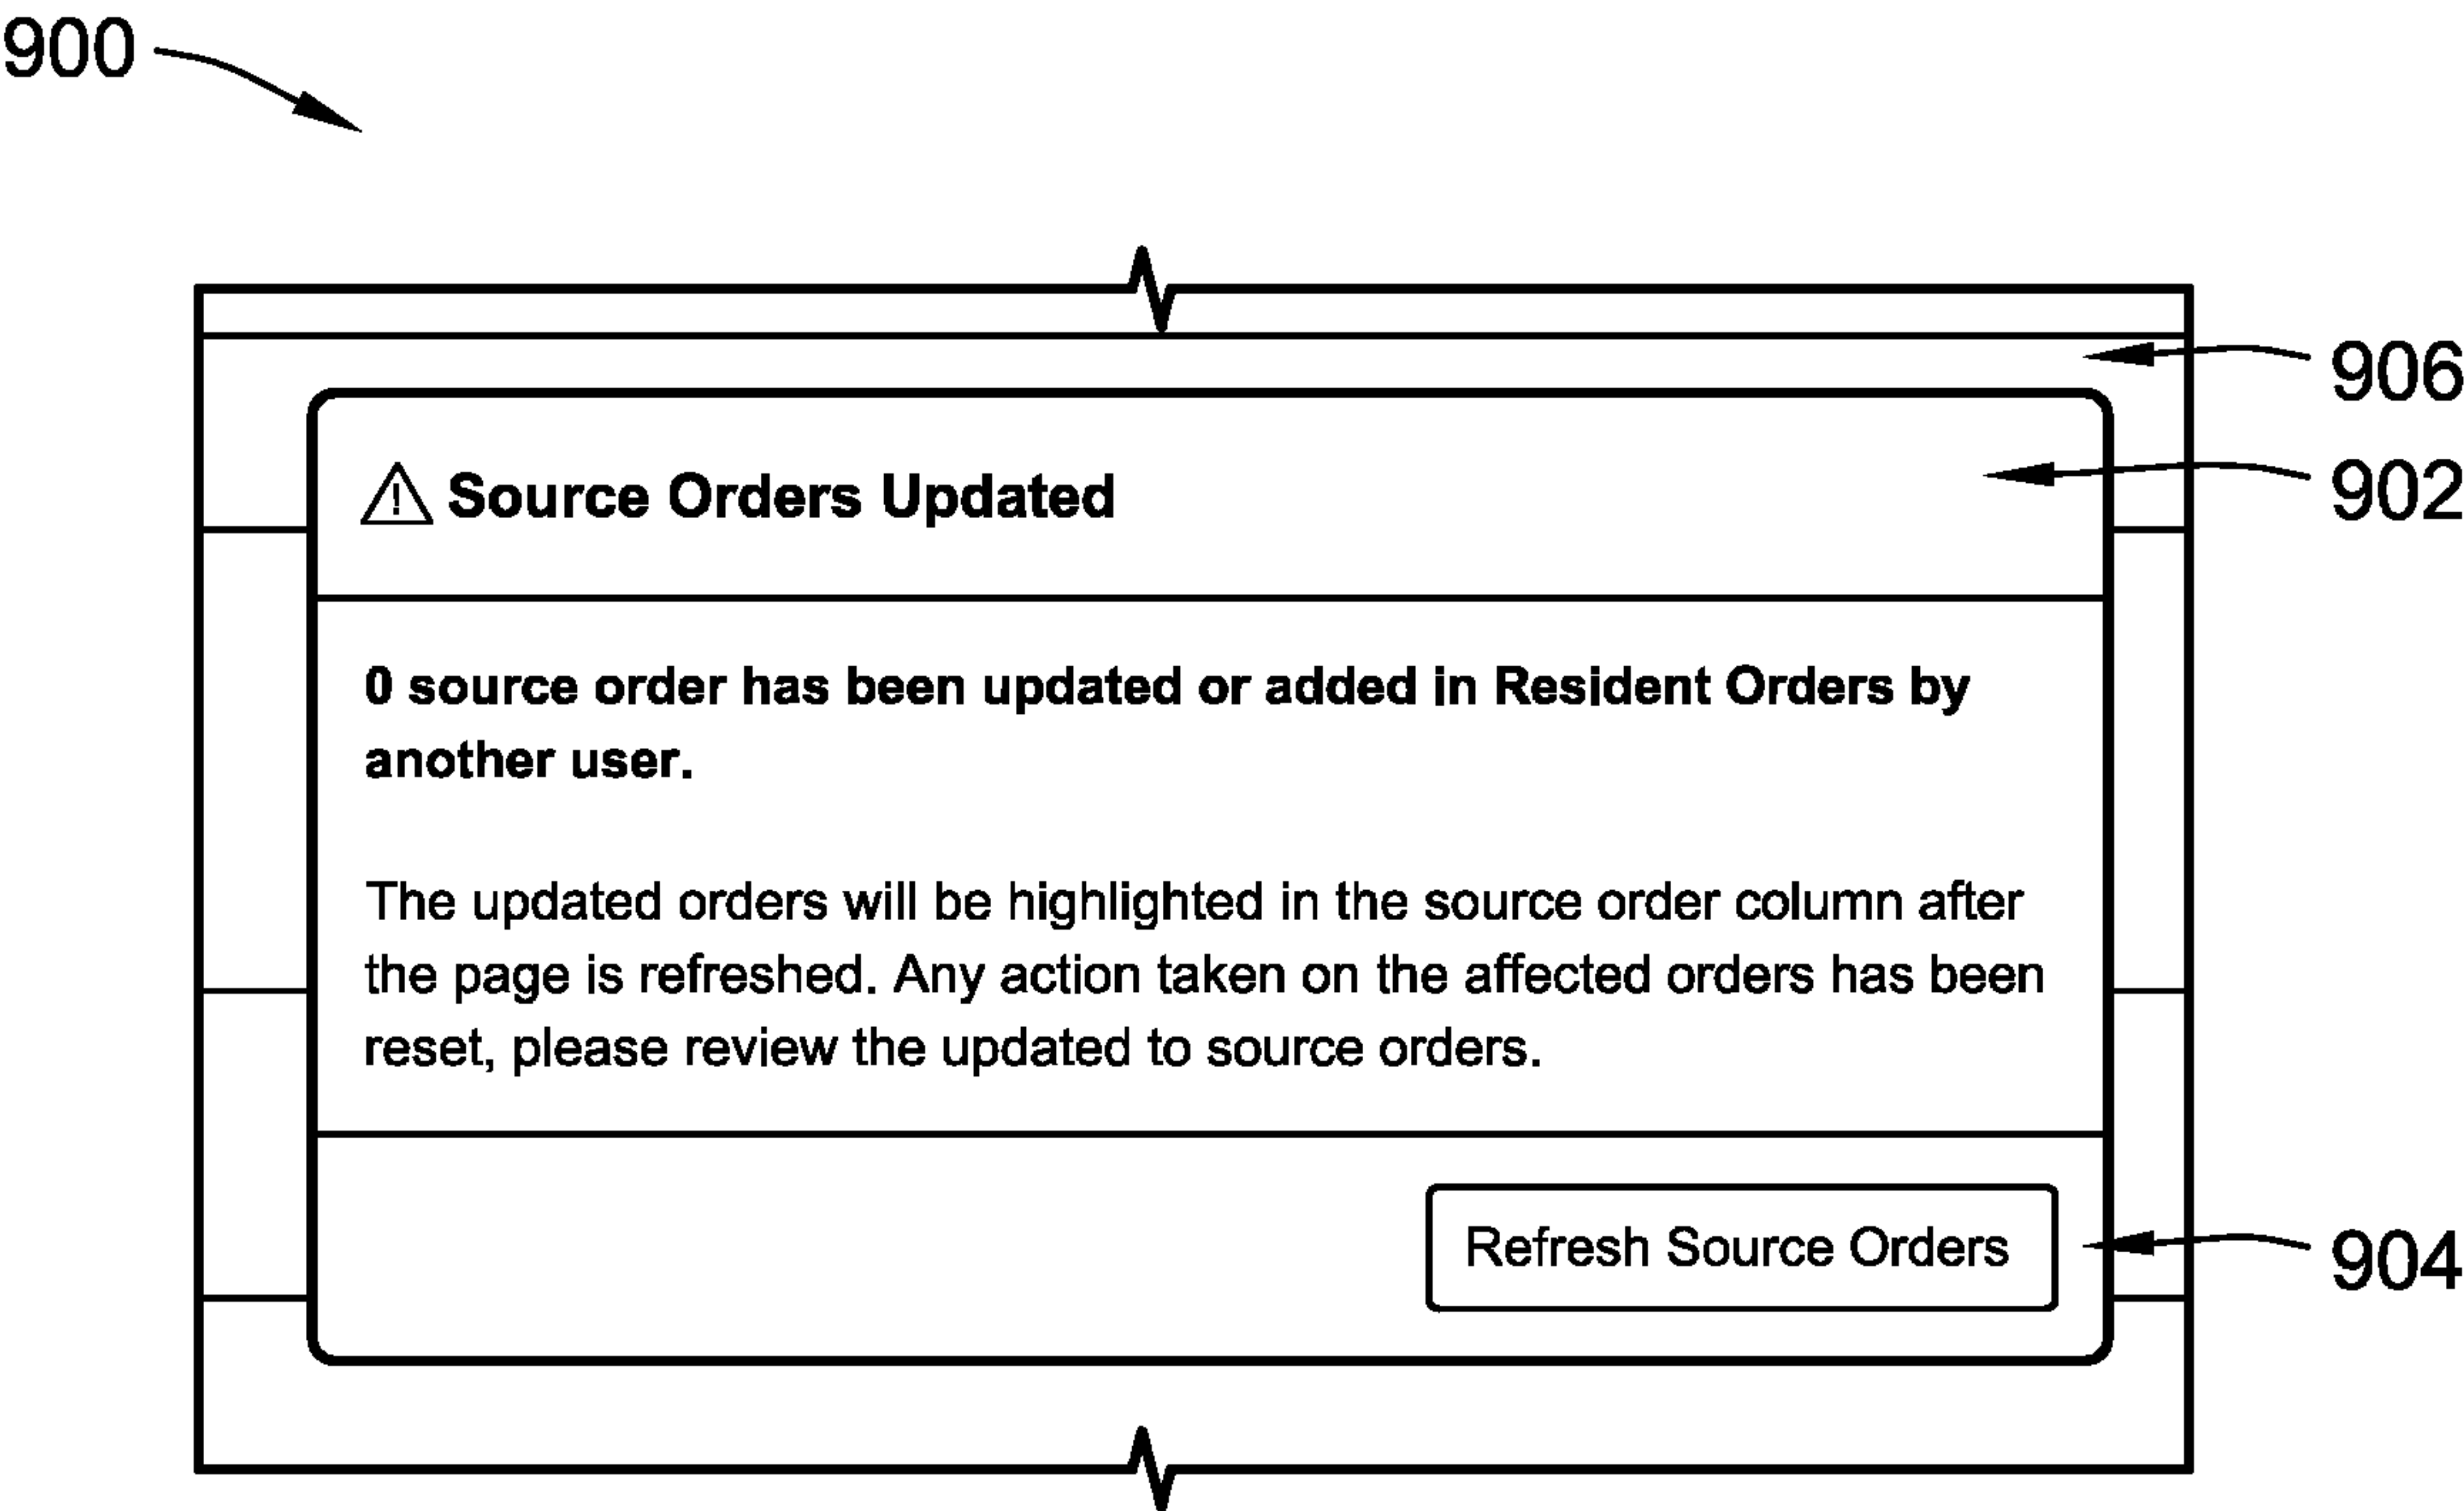 900
906
902
Source Orders Updated
0 source order has been updated or added in Resident Orders by
another user.
The updated orders will be highlighted in the source order column after
the page is refreshed. Any action taken on the affected orders has been
reset, please review the updated to source orders.
Refresh Source Orders
904